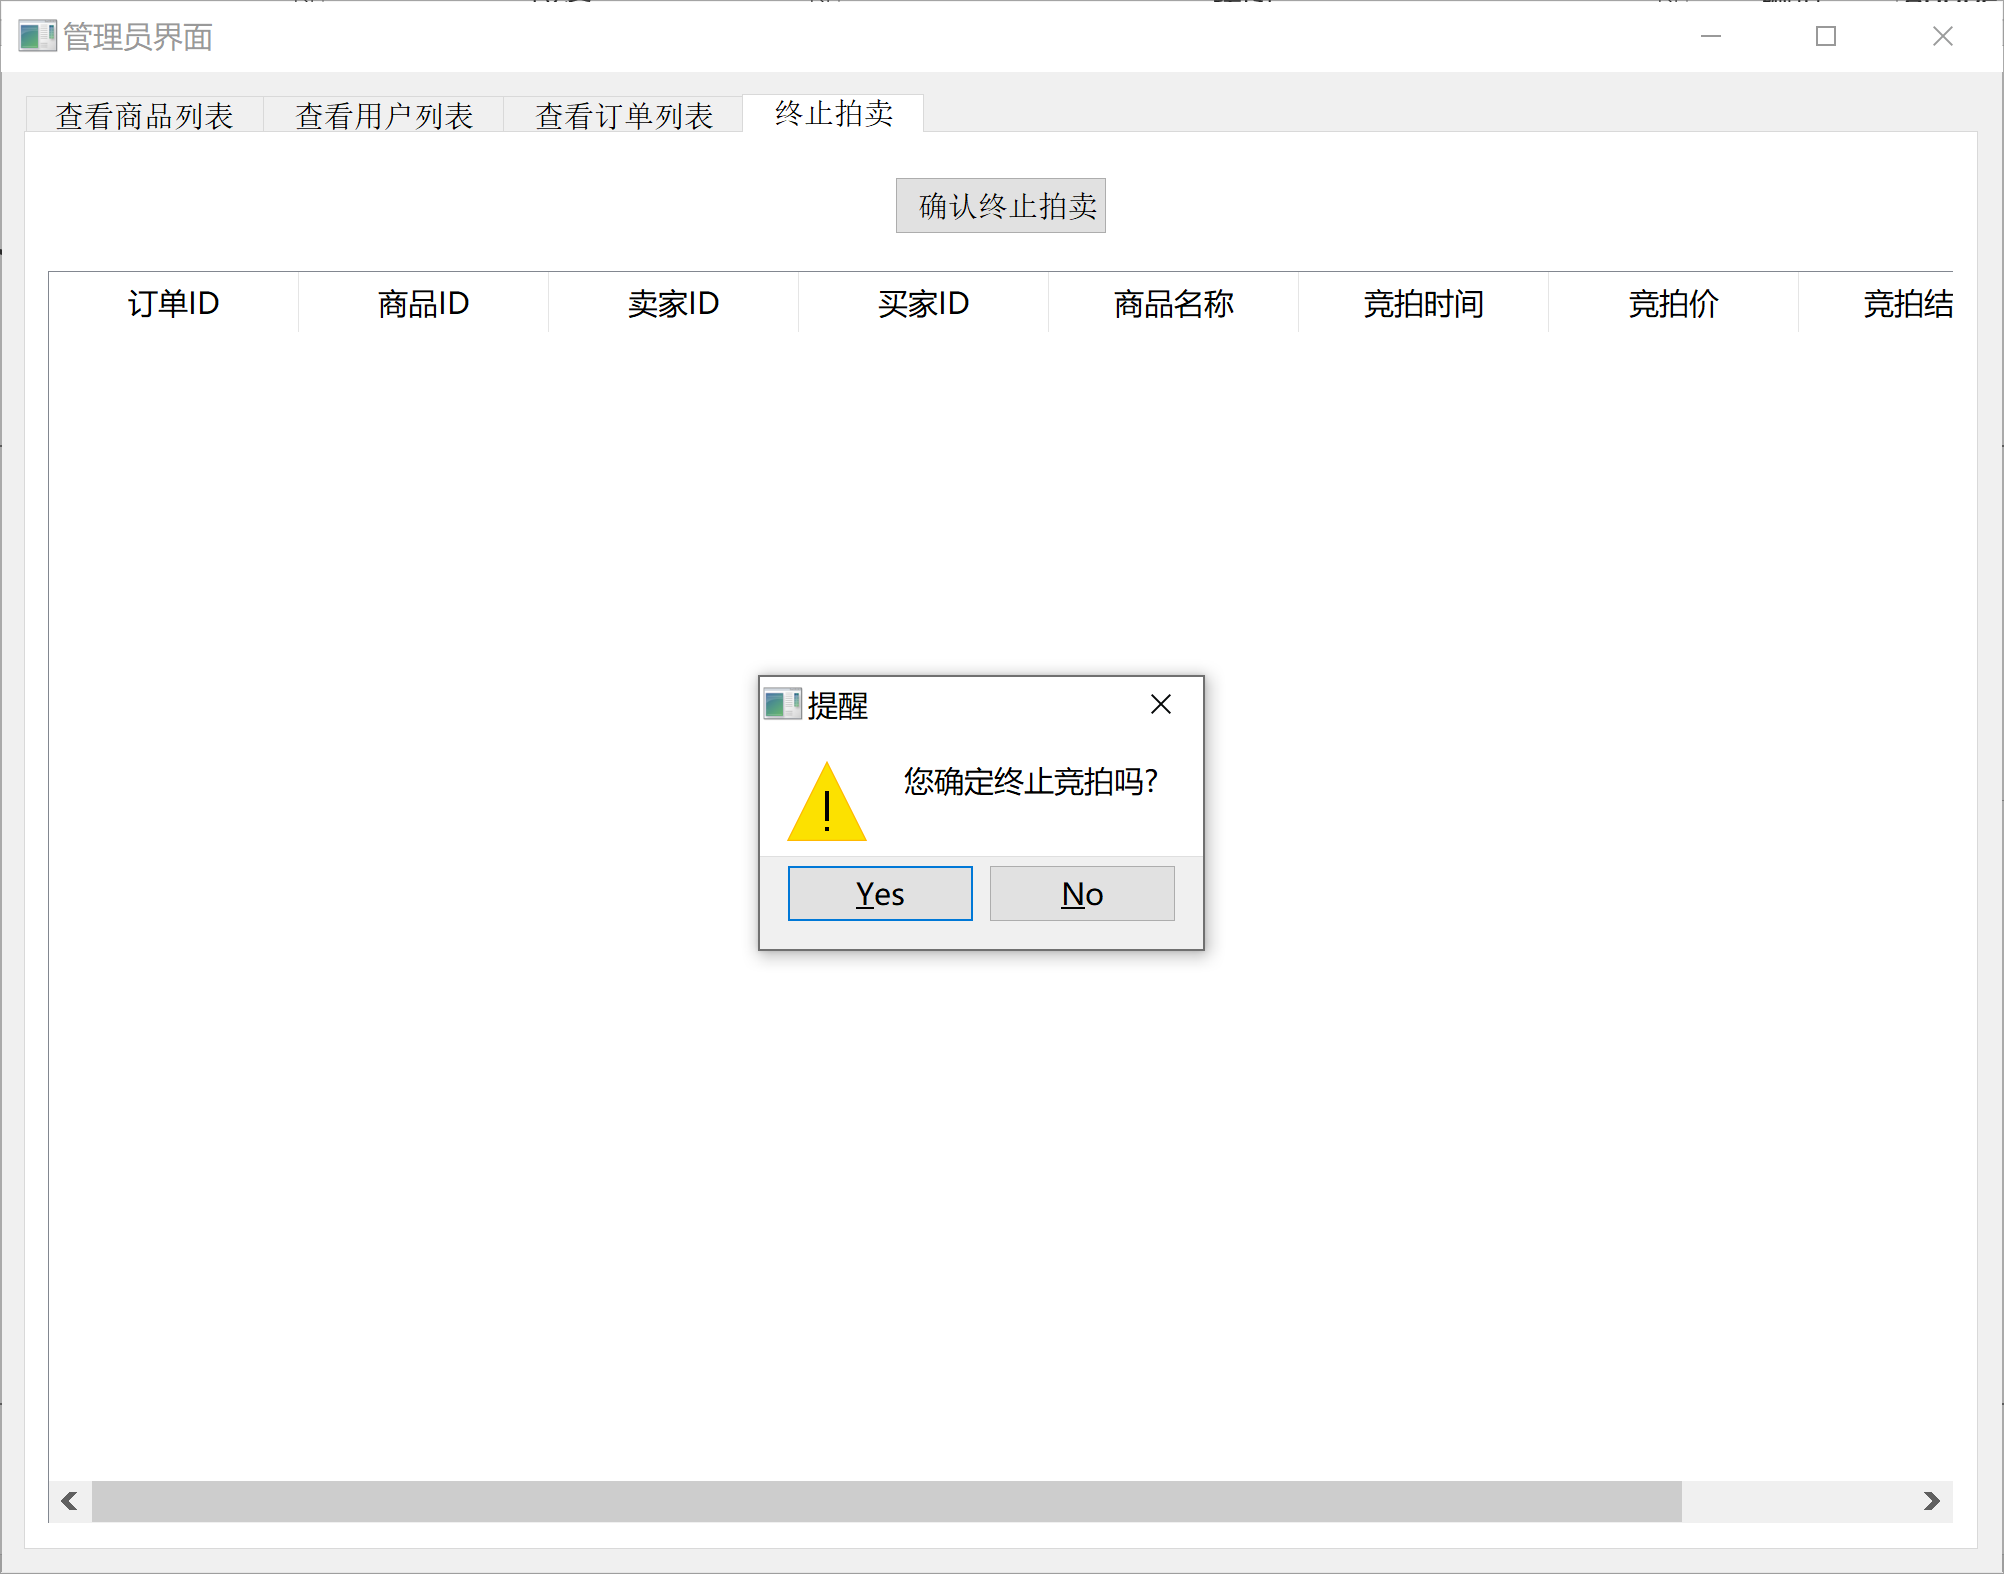 管理员界面
查看商品列表 查看用户列表 查看订单列表 终止拍卖
确认终止拍卖
订单ID 商品ID 卖家ID 买家ID 商品名称 竞拍时间 竞拍价 竞拍结
提醒
您确定终止竞拍吗?
Yes No